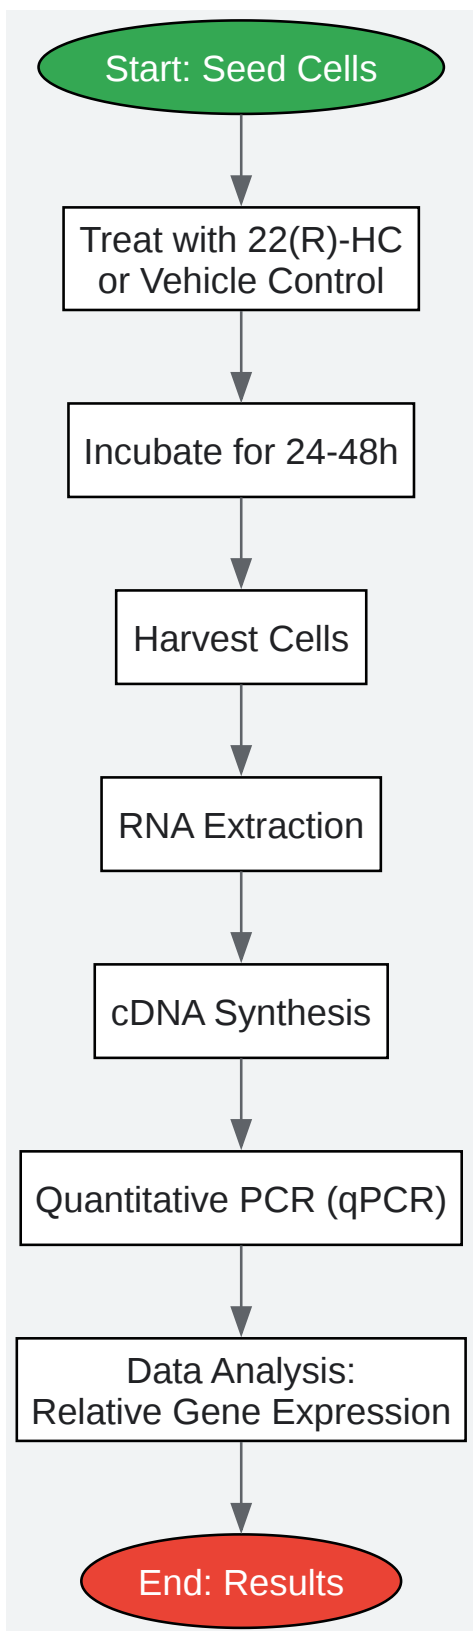 Start: Seed Cells
Treat with 22(R)-HC
or Vehicle Control
Incubate for 24-48h
Harvest Cells
RNA Extraction
cDNA Synthesis
Quantitative PCR (qPCR)
Data Analysis:
Relative Gene Expression
End: Results